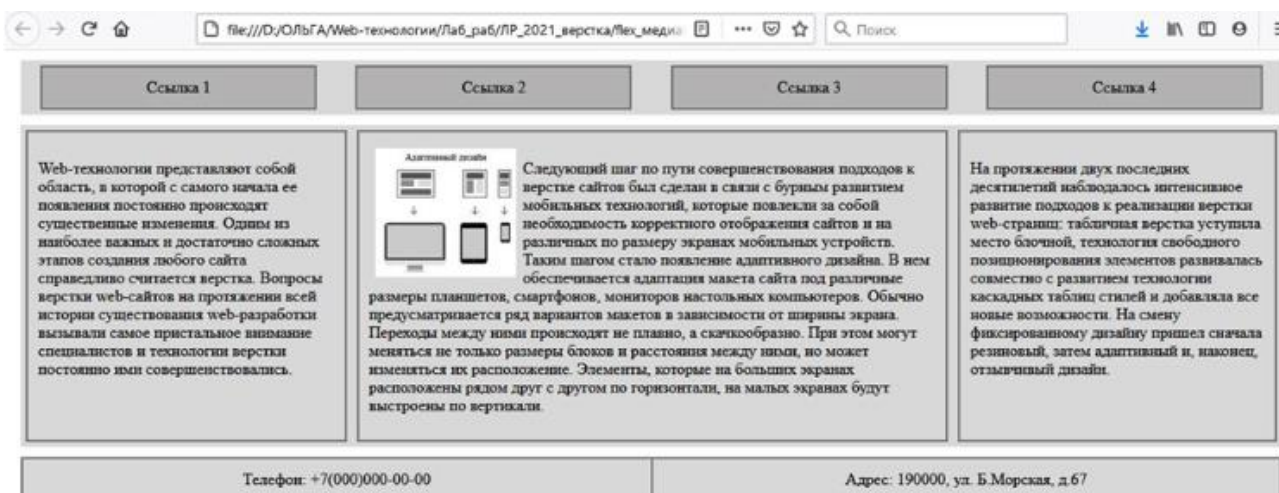 file:///D:/ОЛЬГА/Web-технологии/Лаб_раб/ЛР_2021_верстка/flex_медиа
Поиск
Ссылка 1
Ссылка 2
Ссылка 3
Ссылка 4
Web-технологии представляют собой
область, в которой с самого начала ее
появления постоянно происходят
существенные изменения. Одним из
наиболее важных и достаточно сложных
этапов создания любого сайта
справедливо считается верстка. Вопросы
верстки web-сайтов на протяжении всей
истории существования web-разработки
вызывали самое пристальное внимание
специалистов и технологии верстки
постоянно ими совершенствовались.
Адаптивный дизайн
Следующий шаг по пути совершенствования подходов к
верстке сайтов был сделан в связи с бурным развитием
мобильных технологий, которые повлекли за собой
необходимость корректного отображения сайтов и на
различных по размеру экранах мобильных устройств.
Таким шагом стало появление адаптивного дизайна. В нем
обеспечивается адаптация макета сайта под различные
размеры планшетов, смартфонов, мониторов настольных компьютеров. Обычно
предусматривается ряд вариантов макетов в зависимости от ширины экрана.
Переходы между ними происходят не плавно, а скачкообразно. При этом могут
меняться не только размеры блоков и расстояния между ними, но может
изменяться их расположение. Элементы, которые на больших экранах
расположены рядом друг с другом по горизонтали, на малых экранах будут
выстроены по вертикали.
На протяжении двух последних
десятилетий наблюдалось интенсивное
развитие подходов к реализации верстки
web-страниц: табличная верстка уступила
место блочной, технология свободного
позиционирования элементов развивалась
совместно с развитием технологии
каскадных таблиц стилей и добавляла все
новые возможности. На смену
фиксированному дизайну пришел сначала
резиновый, затем адаптивный и, наконец,
отзывчивый дизайн.
Телефон: +7(000)000-00-00
Адрес: 190000, ул. Б.Морская, д.67